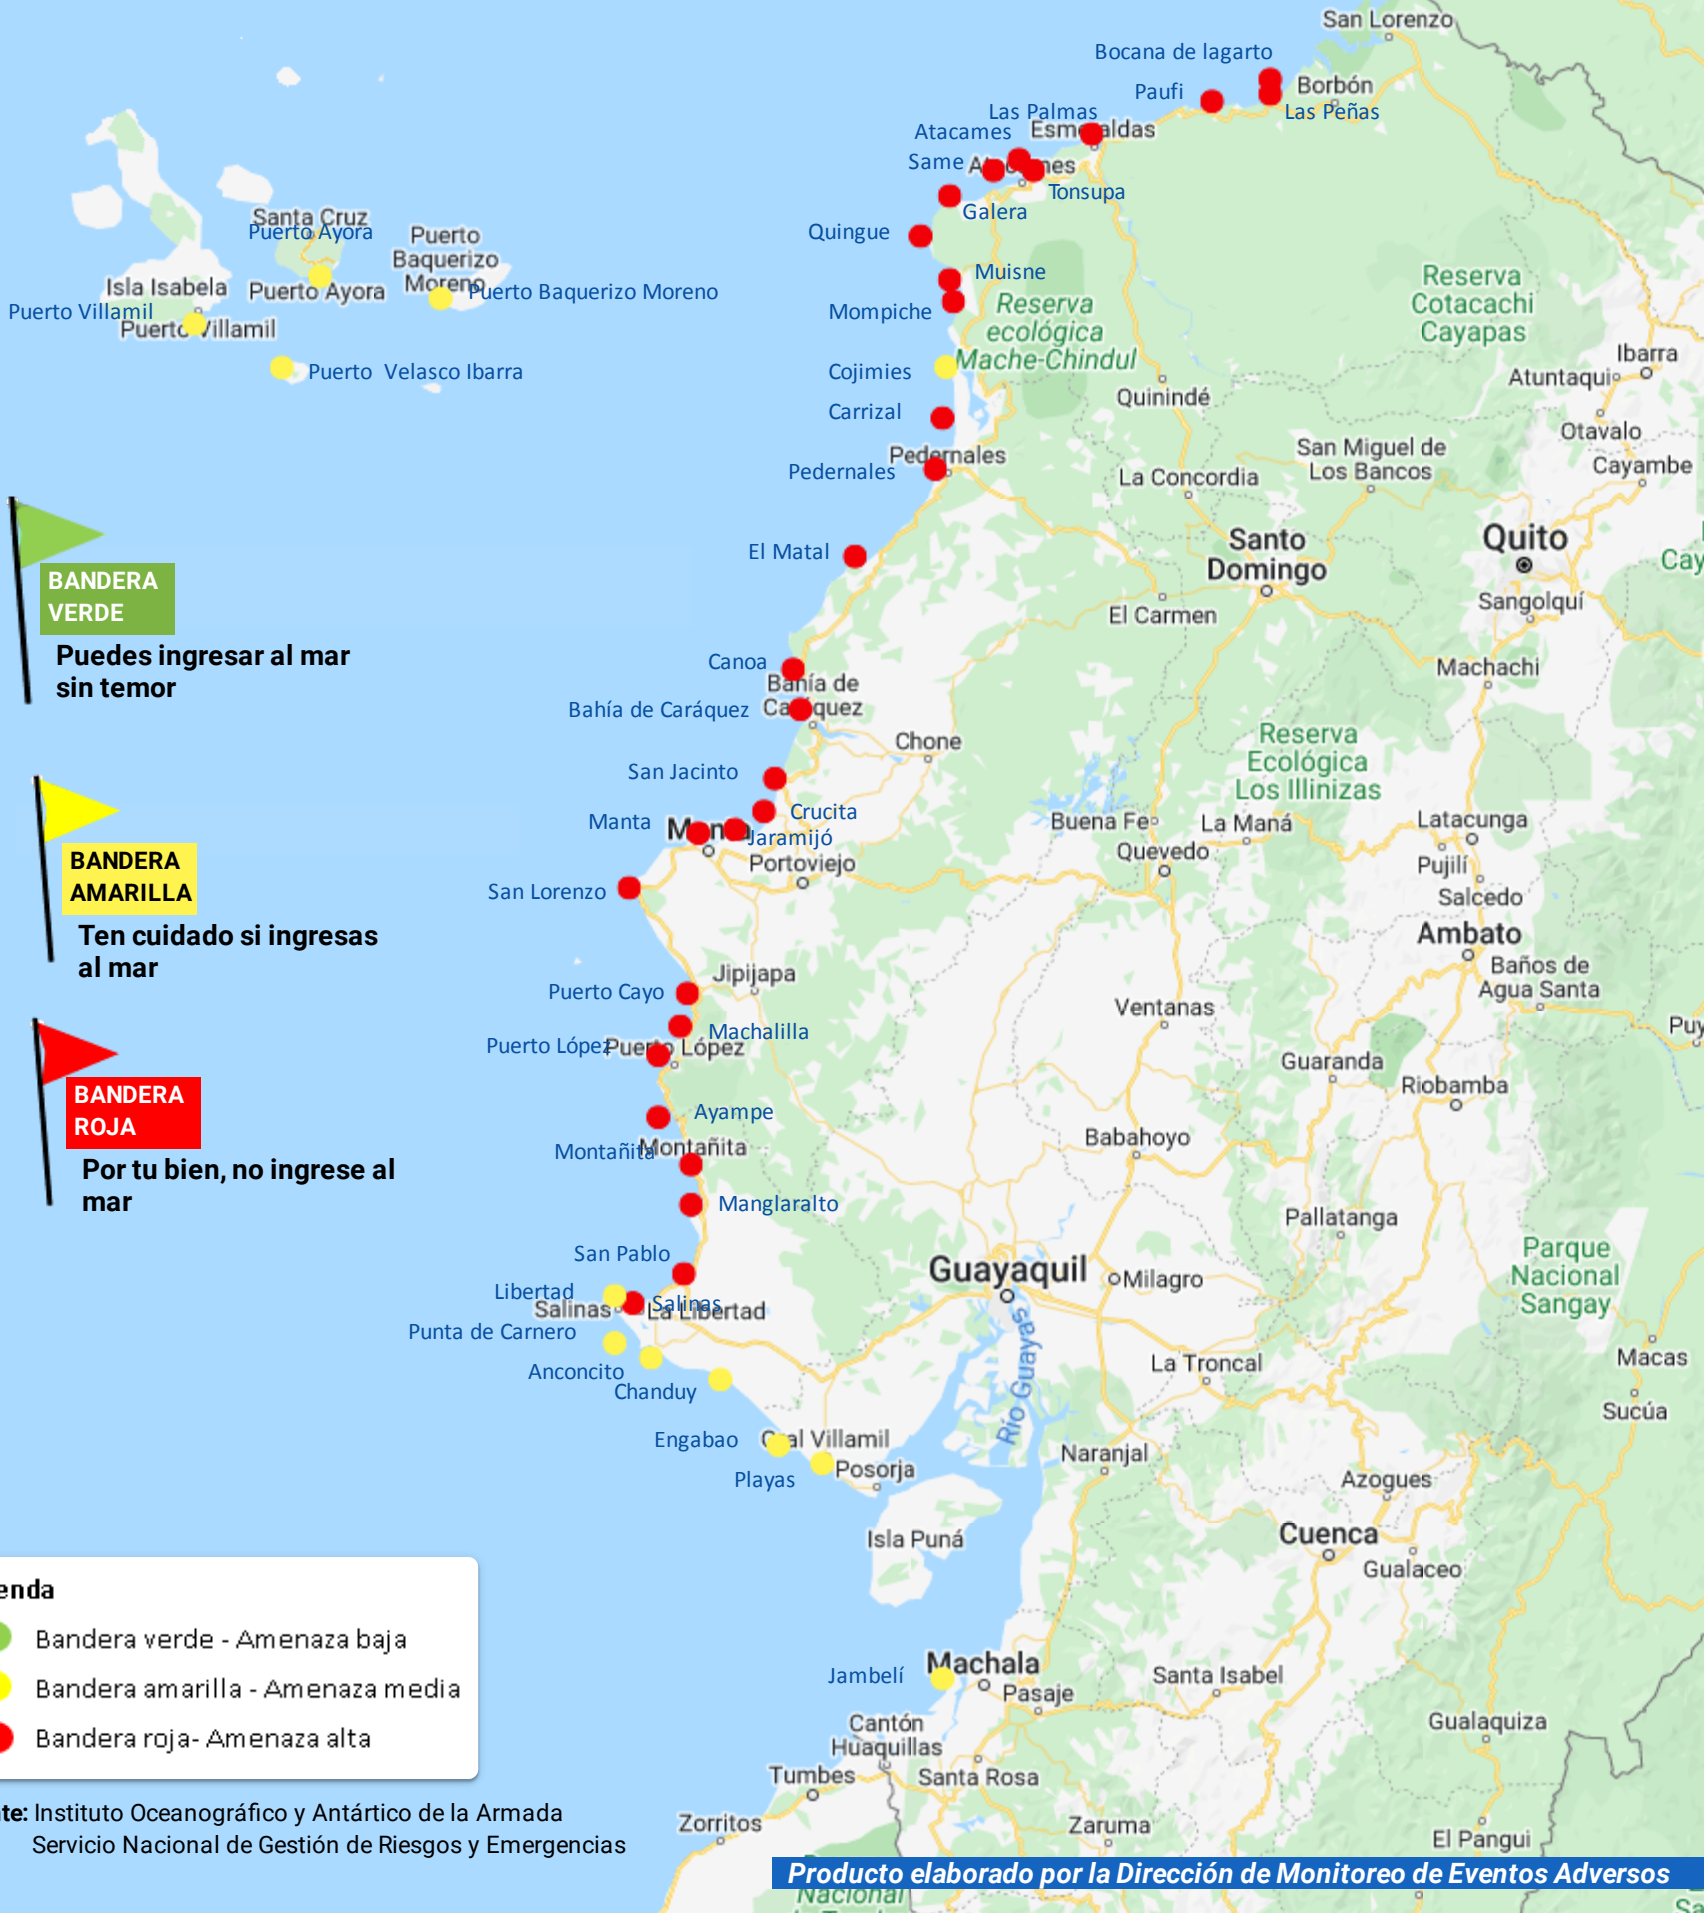 San Lorenzo
Bocana de lagarto
Paufi
Borbón
Las Peñas
Las Palmas
Atacames
Same
Tonsupa
Galera
Quingue
Muisne
Mompiche
Reserva
ecológica
Mache-Chindul
Cojimies
Carrizal
Pedernales
Pedernales
El Matal
Canoa
Bahía de Caráquez
San Jacinto
Crucita
Manta
Jaramijó
Portoviejo
San Lorenzo
Jipijapa
Puerto Cayo
Machalilla
Puerto López
Puerto López
Ayampe
Montañita
Montañita
Manglaralto
San Pablo
Libertad
Salinas
Salinas
La Libertad
Punta de Carnero
Anconcito
Chanduy
Engabao
Villamil
Playas
Posorja
Isla Puná
Jambelí
Machala
Pasaje
Cantón
Huaquillas
Santa Rosa
Tumbes
Zorritos
Zaruma
Santa Isabel
Gualaquiza
El Pangui
Santa Cruz
Puerto Ayora
Puerto Ayora
Puerto
Baquerizo
Moreno
Puerto Baquerizo Moreno
Isla Isabela
Puerto Villamil
Puerto Villamil
Puerto Velasco Ibarra
Reserva
Cotacachi
Cayapas
Ibarra
Atuntaqui
Otavalo
Cayambe
Quinindé
San Miguel de
Los Bancos
La Concordia
Santo
Domingo
Quito
Sangolquí
El Carmen
Machachi
Chone
Reserva
Ecológica
Los Illinizas
Buena Fe
La Maná
Quevedo
Latacunga
Pujilí
Salcedo
Ambato
Baños de
Agua Santa
Ventanas
Guaranda
Riobamba
Babahoyo
Pallatanga
Parque
Nacional
Sangay
Guayaquil
Milagro
Río Guayas
La Troncal
Macas
Sucúa
Naranjal
Azogues
Cuenca
Gualaceo
BANDERA
VERDE
Puedes ingresar al mar
sin temor
BANDERA
AMARILLA
Ten cuidado si ingresas
al mar
BANDERA
ROJA
Por tu bien, no ingrese al
mar
enda
Bandera verde - Amenaza baja
Bandera amarilla - Amenaza media
Bandera roja- Amenaza alta
te: Instituto Oceanográfico y Antártico de la Armada
Servicio Nacional de Gestión de Riesgos y Emergencias
Producto elaborado por la Dirección de Monitoreo de Eventos Adversos
Nacional